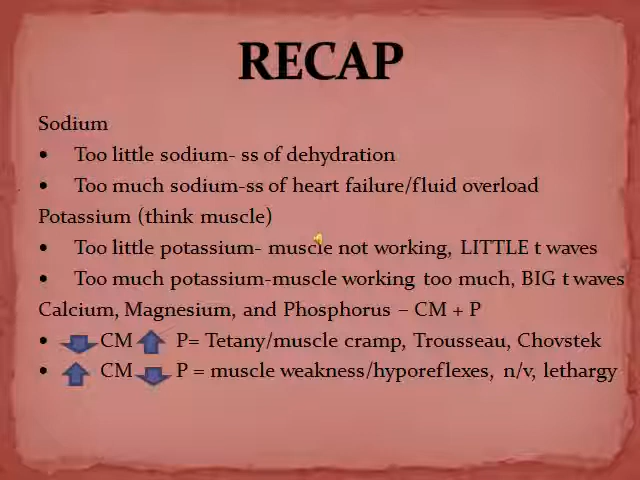 RECAP
Sodium
• Too little sodium- ss of dehydration
• Too much sodium-ss of heart failure/fluid overload
Potassium (think muscle)
• Too little potassium- muscle not working, LITTLE t waves
• Too much potassium-muscle working too much, BIG t waves
Calcium, Magnesium, and Phosphorus – CM + P
• CM P= Tetany/muscle cramp, Trousseau, Chovstek
• CM P = muscle weakness/hyporeflexes, n/v, lethargy